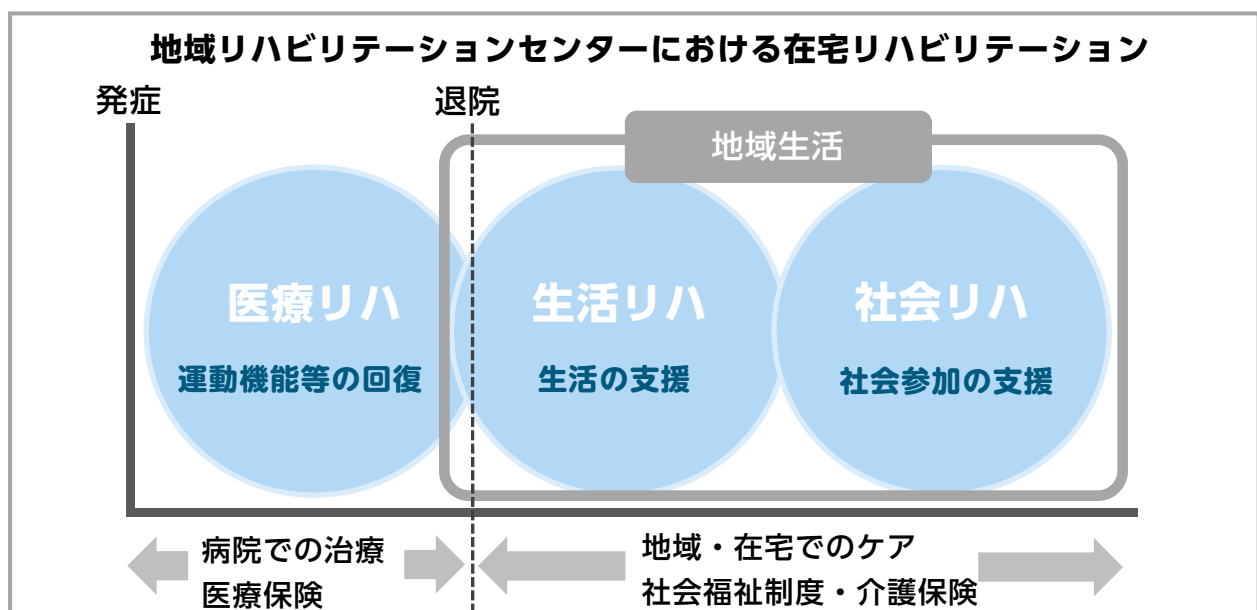 地域リハビリテーションセンターにおける在宅リハビリテーション
発症
退院
地域生活
医療リハ
生活リハ
社会リハ
運動機能等の回復
生活の支援
社会参加の支援
病院での治療
医療保険
地域・在宅でのケア
社会福祉制度・介護保険